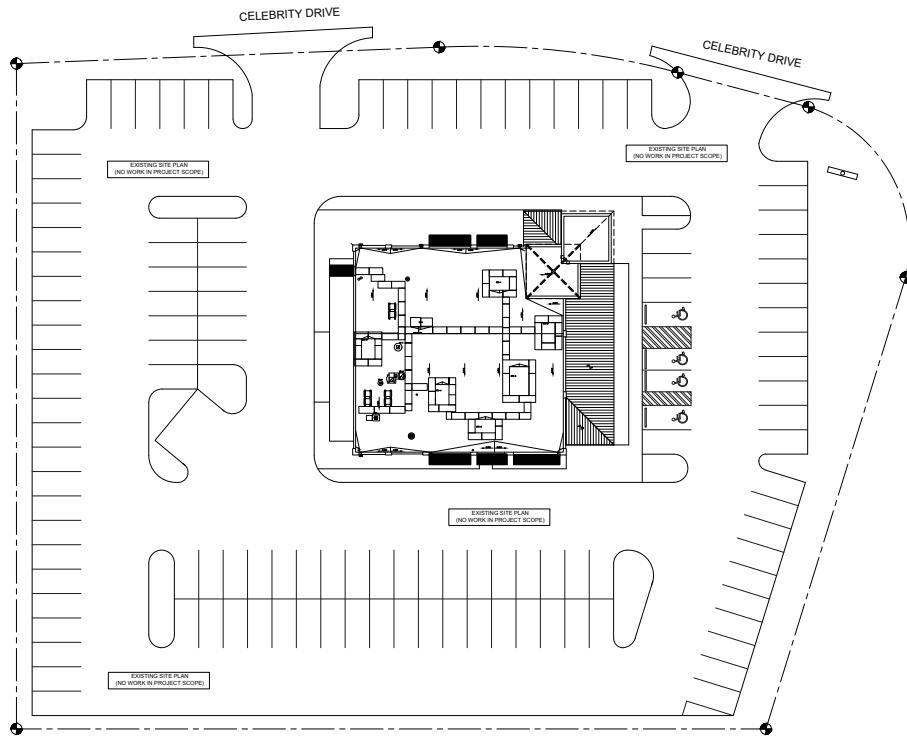 CELEBRITY DRIVE
CELEBRITY DRIVE
EXISTING SITE PLAN
(NO WORK IN PROJECT SCOPE)
EXISTING SITE PLAN
(NO WORK IN PROJECT SCOPE)
EXISTING SITE PLAN
(NO WORK IN PROJECT SCOPE)
EXISTING SITE PLAN
(NO WORK IN PROJECT SCOPE)